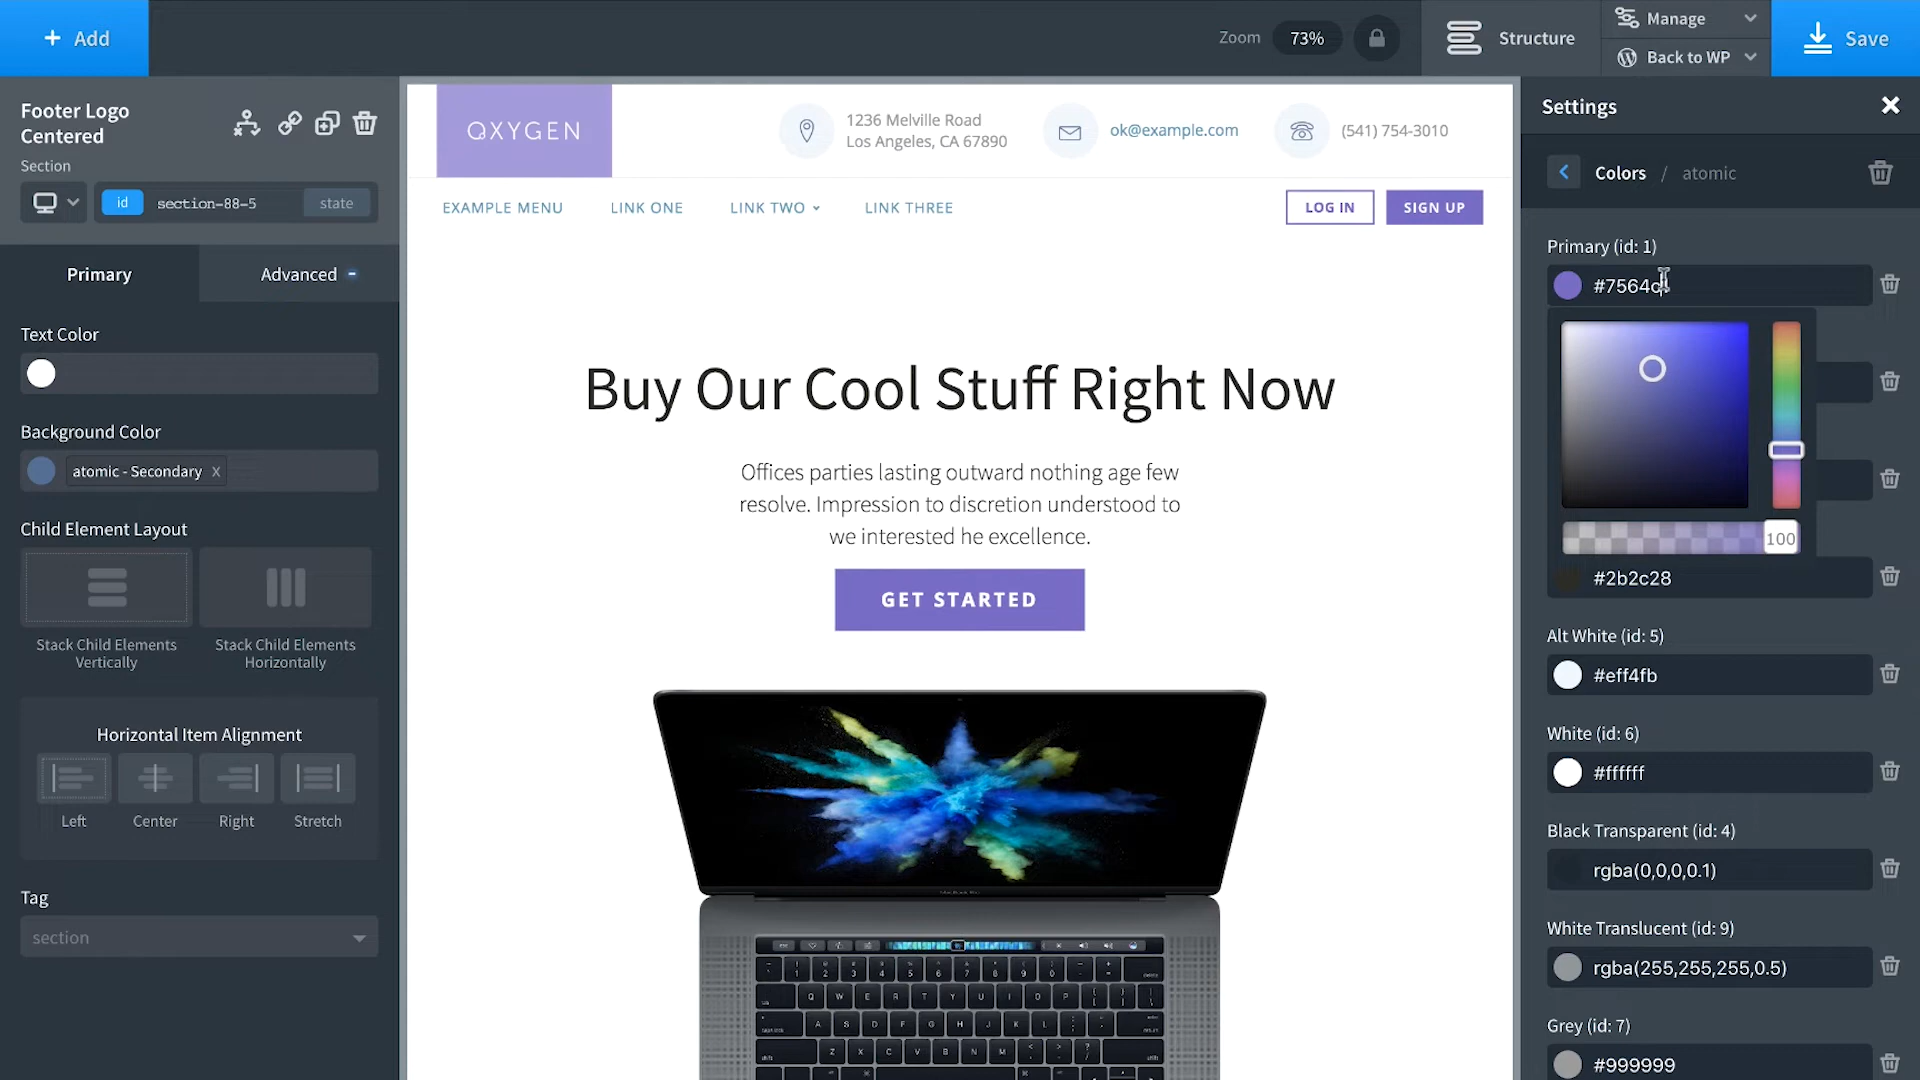 Add
Zoom
73%
Structure
Manage
Back to WP
Save
Footer Logo
Centered
Section
id
section-88-5
state
Primary
Advanced
Text Color
Background Color
atomic - Secondary x
Child Element Layout
Stack Child Elements
Vertically
Stack Child Elements
Horizontally
Horizontal Item Alignment
Left
Center
Right
Stretch
Tag
section
OXYGEN
1236 Melville Road
Los Angeles, CA 67890
ok@example.com
(541) 754-3010
EXAMPLE MENU
LINK ONE
LINK TWO
LINK THREE
LOG IN
SIGN UP
Buy Our Cool Stuff Right Now
Offices parties lasting outward nothing age few
resolve. Impression to discretion understood to
we interested he excellence.
GET STARTED
Settings
Colors / atomic
Primary (id: 1)
100
#2b2c28
Alt White (id: 5)
#eff4fb
White (id: 6)
#ffffff
Black Transparent (id: 4)
rgba(0,0,0,0.1)
White Translucent (id: 9)
rgba(255,255,255,0.5)
Grey (id: 7)
#999999